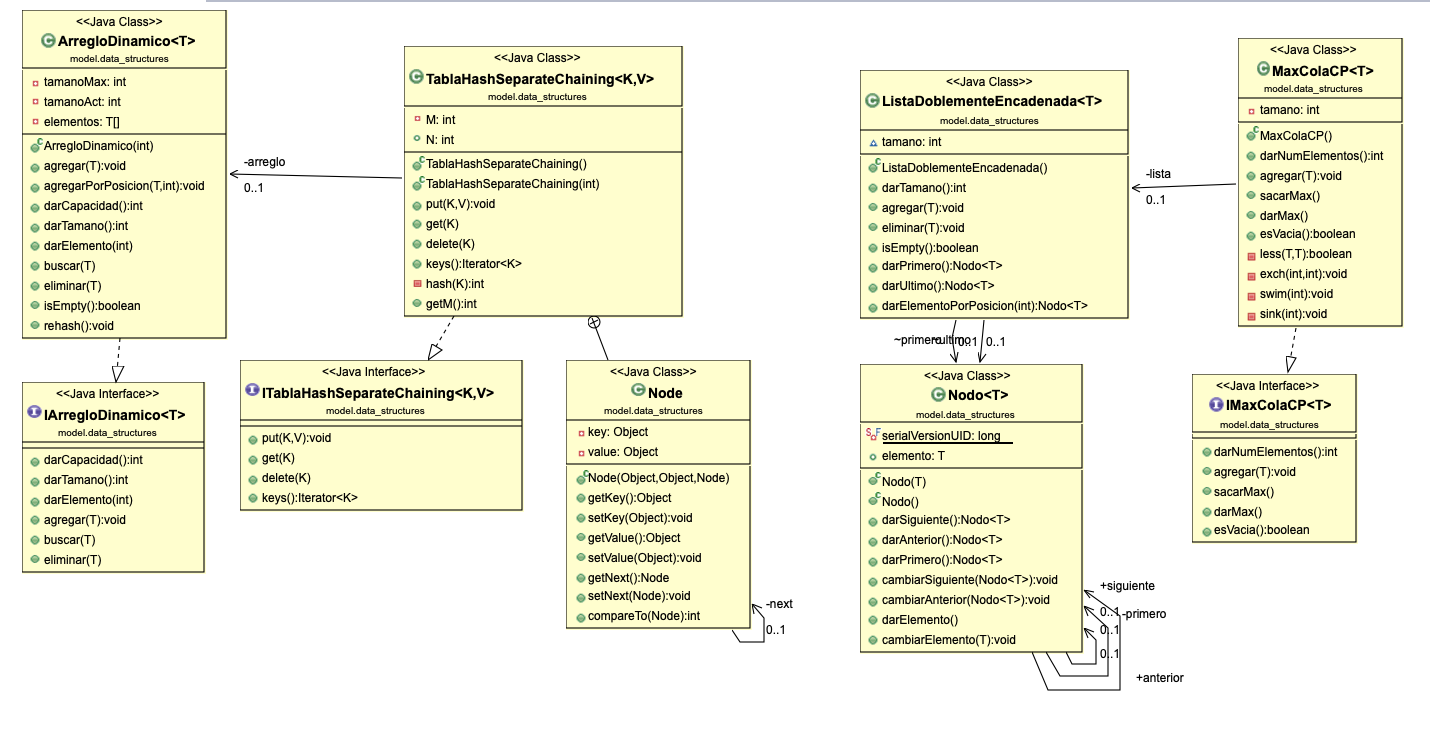 <<Java Class>>
ArregloDinamico<T>
model.data_structures
tamanoMax: int
tamanoAct: int
elementos: T[]
ArregloDinamico(int)
agregar(T):void
agregarPorPosicion(T,int):void
darCapacidad():int
darTamano():int
darElemento(int)
buscar(T)
eliminar(T)
isEmpty():boolean
rehash():void
-arreglo
0..1
<<Java Class>>
TablaHashSeparateChaining<K,V>
model.data_structures
M: int
N: int
TablaHashSeparateChaining()
TablaHashSeparateChaining(int)
put(K,V):void
get(K)
delete(K)
keys():Iterator<K>
hash(K):int
getM():int
<<Java Class>>
ListaDoblementeEncadenada<T>
model.data_structures
tamano: int
ListaDoblementeEncadenada()
darTamano():int
agregar(T):void
eliminar(T):void
isEmpty():boolean
darPrimero():Nodo<T>
darUltimo():Nodo<T>
darElementoPorPosicion(int):Nodo<T>
-lista
0..1
<<Java Class>>
MaxColaCP<T>
model.data_structures
tamano: int
MaxColaCP()
darNumElementos():int
agregar(T):void
sacarMax()
darMax()
esVacia():boolean
less(T,T):boolean
exch(int,int):void
swim(int):void
sink(int):void
~primero
~ultimo
0..1
0..1
<<Java Interface>>
IArregloDinamico<T>
model.data_structures
darCapacidad():int
darTamano():int
darElemento(int)
agregar(T):void
buscar(T)
eliminar(T)
<<Java Interface>>
ITablaHashSeparateChaining<K,V>
model.data_structures
put(K,V):void
get(K)
delete(K)
keys():Iterator<K>
<<Java Class>>
Node
model.data_structures
key: Object
value: Object
Node(Object,Object,Node)
getKey():Object
setKey(Object):void
getValue():Object
setValue(Object):void
getNext():Node
setNext(Node):void
compareTo(Node):int
-next
0..1
<<Java Class>>
Nodo<T>
model.data_structures
serialVersionUID: long
elemento: T
Nodo(T)
Nodo()
darSiguiente():Nodo<T>
darAnterior():Nodo<T>
darPrimero():Nodo<T>
cambiarSiguiente(Nodo<T>):void
cambiarAnterior(Nodo<T>):void
darElemento()
cambiarElemento(T):void
+siguiente
0..1
-primero
0..1
0..1
+anterior
<<Java Interface>>
IMaxColaCP<T>
model.data_structures
darNumElementos():int
agregar(T):void
sacarMax()
darMax()
esVacia():boolean